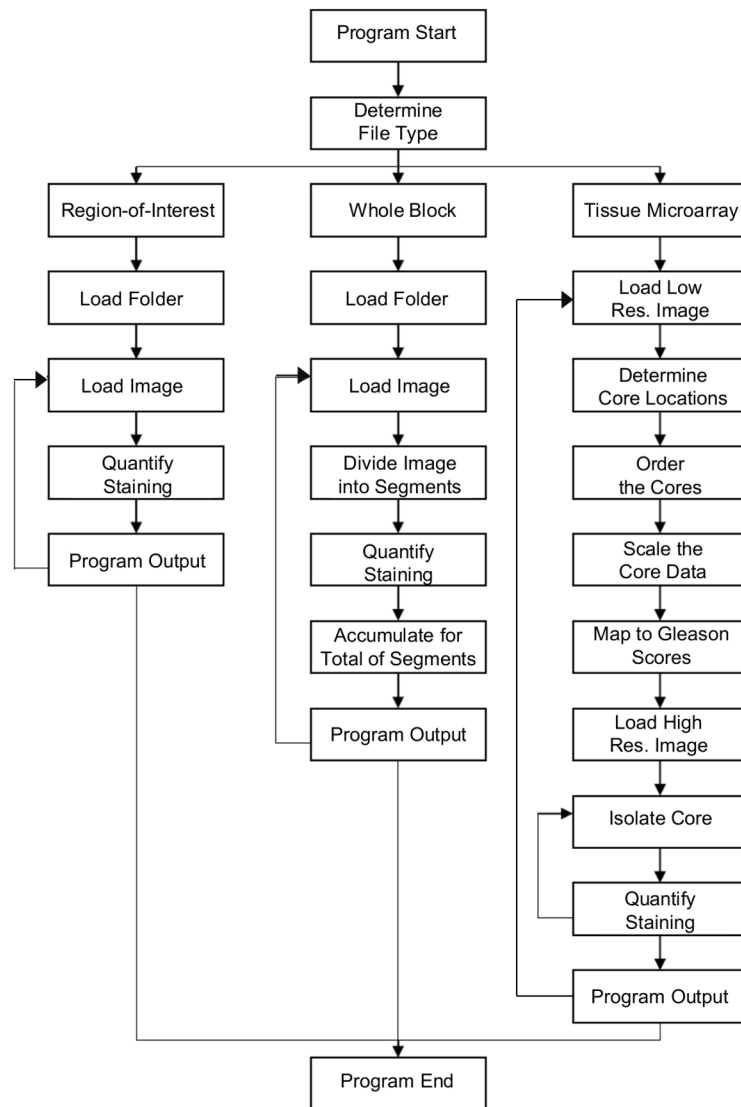 Program Start
Determine
File Type
Region-of-Interest
Load Folder
Load Image
Quantify
Staining
Program Output
Whole Block
Load Folder
Load Image
Divide Image
into Segments
Quantify
Staining
Accumulate for
Total of Segments
Program Output
Tissue Microarray
Load Low
Res. Image
Determine
Core Locations
Order
the Cores
Scale the
Core Data
Map to Gleason
Scores
Load High
Res. Image
Isolate Core
Quantify
Staining
Program Output
Program End